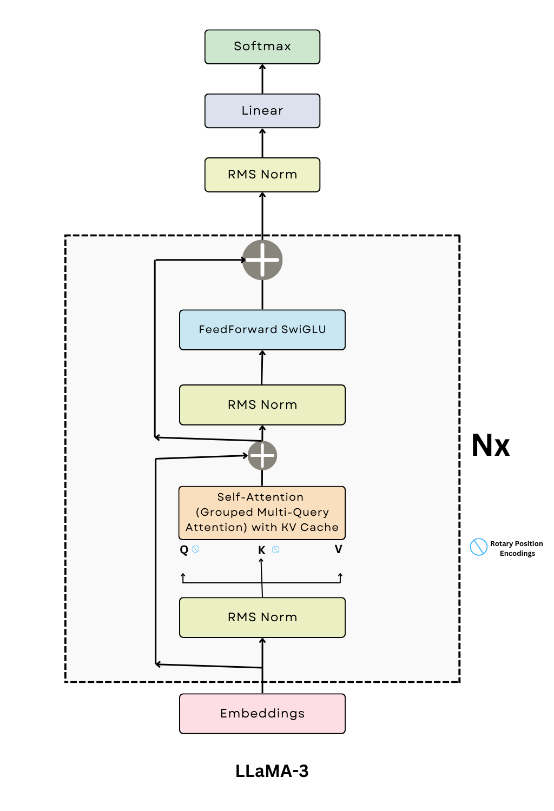 Softmax
Linear
RMS Norm
FeedForward SwiGLU
RMS Norm
Nx
Self-Attention
(Grouped Multi-Query
Attention) with KV Cache
Q K V
Rotary Position
Encodings
RMS Norm
Embeddings
LLaMA-3